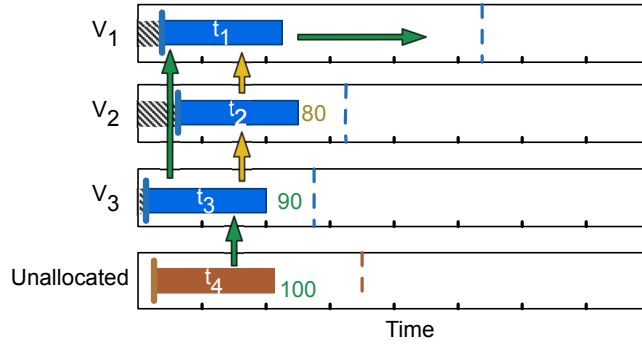 V1 t1
V2 t2 80
V3 t3 90
Unallocated t4 100
Time